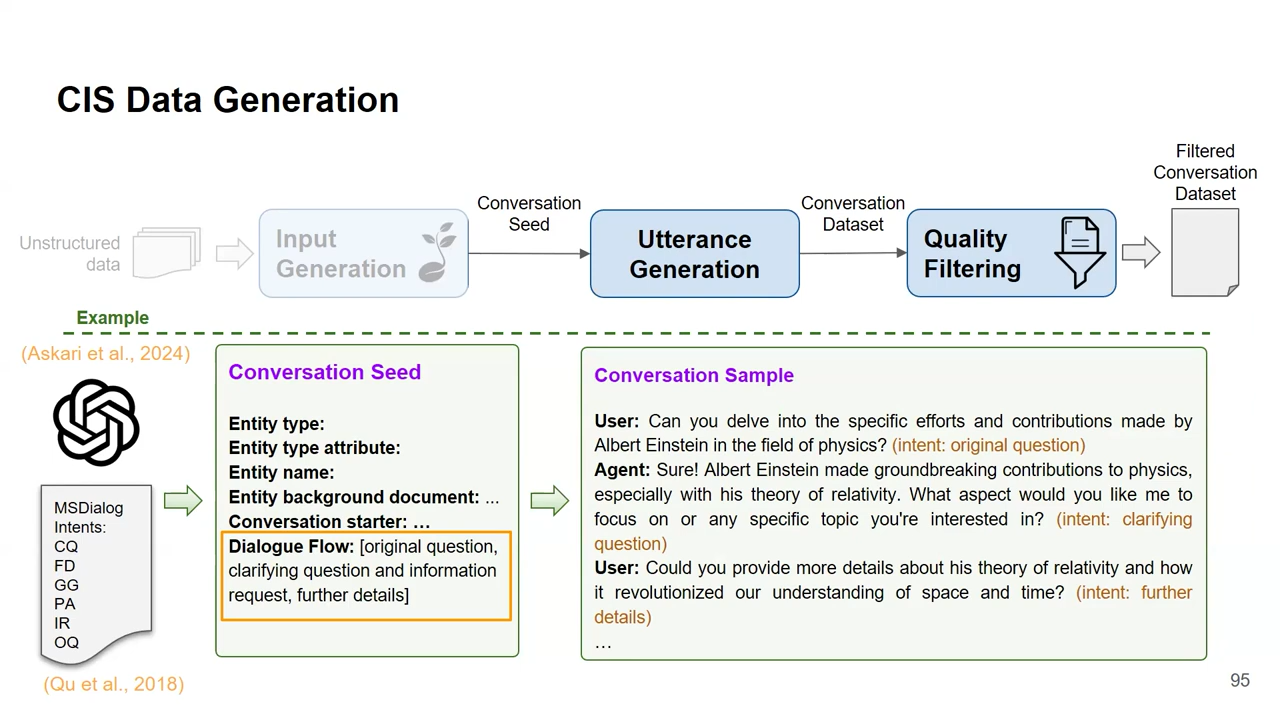 CIS Data Generation
Unstructured
data
Input
Generation
Conversation
Seed
Utterance
Generation
Conversation
Dataset
Quality
Filtering
Filtered
Conversation
Dataset
Example
(Askari et al., 2024)
MSDialog
Intents:
CQ
FD
GG
PA
IR
OQ
(Qu et al., 2018)
Conversation Seed
Entity type:
Entity type attribute:
Entity name:
Entity background document: ...
Conversation starter: ...
Dialogue Flow: [original question,
clarifying question and information
request, further details]
Conversation Sample
User: Can you delve into the specific efforts and contributions made by
Albert Einstein in the field of physics? (intent: original question)
Agent: Sure! Albert Einstein made groundbreaking contributions to physics,
especially with his theory of relativity. What aspect would you like me to
focus on or any specific topic you're interested in? (intent: clarifying
question)
User: Could you provide more details about his theory of relativity and how
it revolutionized our understanding of space and time? (intent: further
details)
...
95